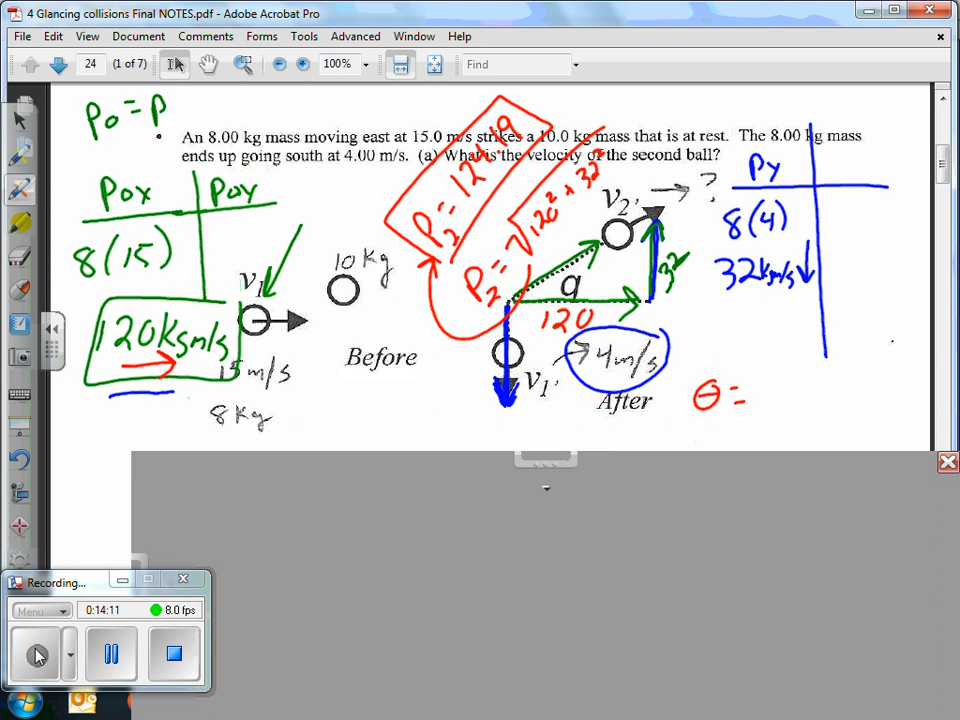 4 Glancing collisions Final NOTES.pdf - Adobe Acrobat Pro
File Edit View Document Comments Forms Tools Advanced Window Help
24 (1 of 7) 100% Find
Po = P
• An 8.00 kg mass moving east at 15.0 m/s strikes a 10.0 kg mass that is at rest. The 8.00 kg mass
ends up going south at 4.00 m/s. (a) What is the velocity of the second ball?
Pox Poy
8(15)
120Kgm/s
V1
15 m/s
8 Kg
10 Kg
Before
P2 = 124.19
P2 = √120² + 32²
V2' ?
q
32
120
V1' 4m/s
After
Py
8(4)
32Kgm/s
θ =
Recording...
Menu 0:14:11 8.0 fps